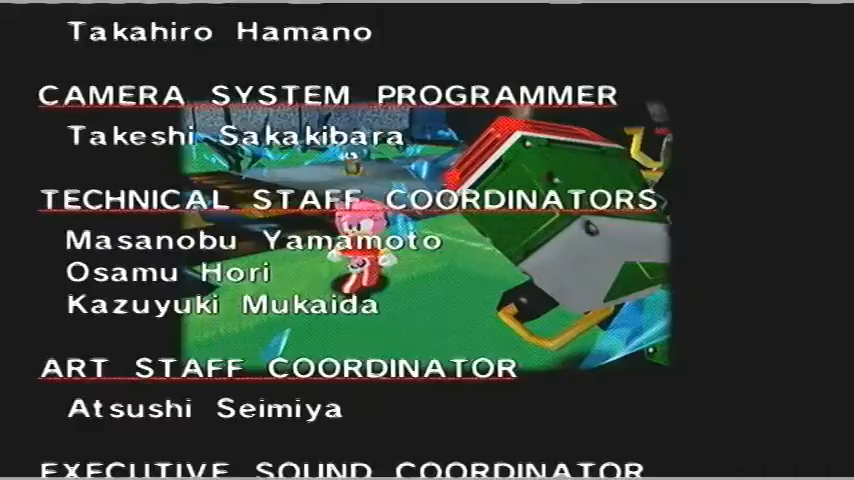 Takahiro Hamano
CAMERA SYSTEM PROGRAMMER
Takeshi Sakakibara
TECHNICAL STAFF COORDINATORS
Masanobu Yamamoto
Osamu Hori
Kazuyuki Mukaida
ART STAFF COORDINATOR
Atsushi Seimiya
EXECUTIVE SOUND COORDINATOR